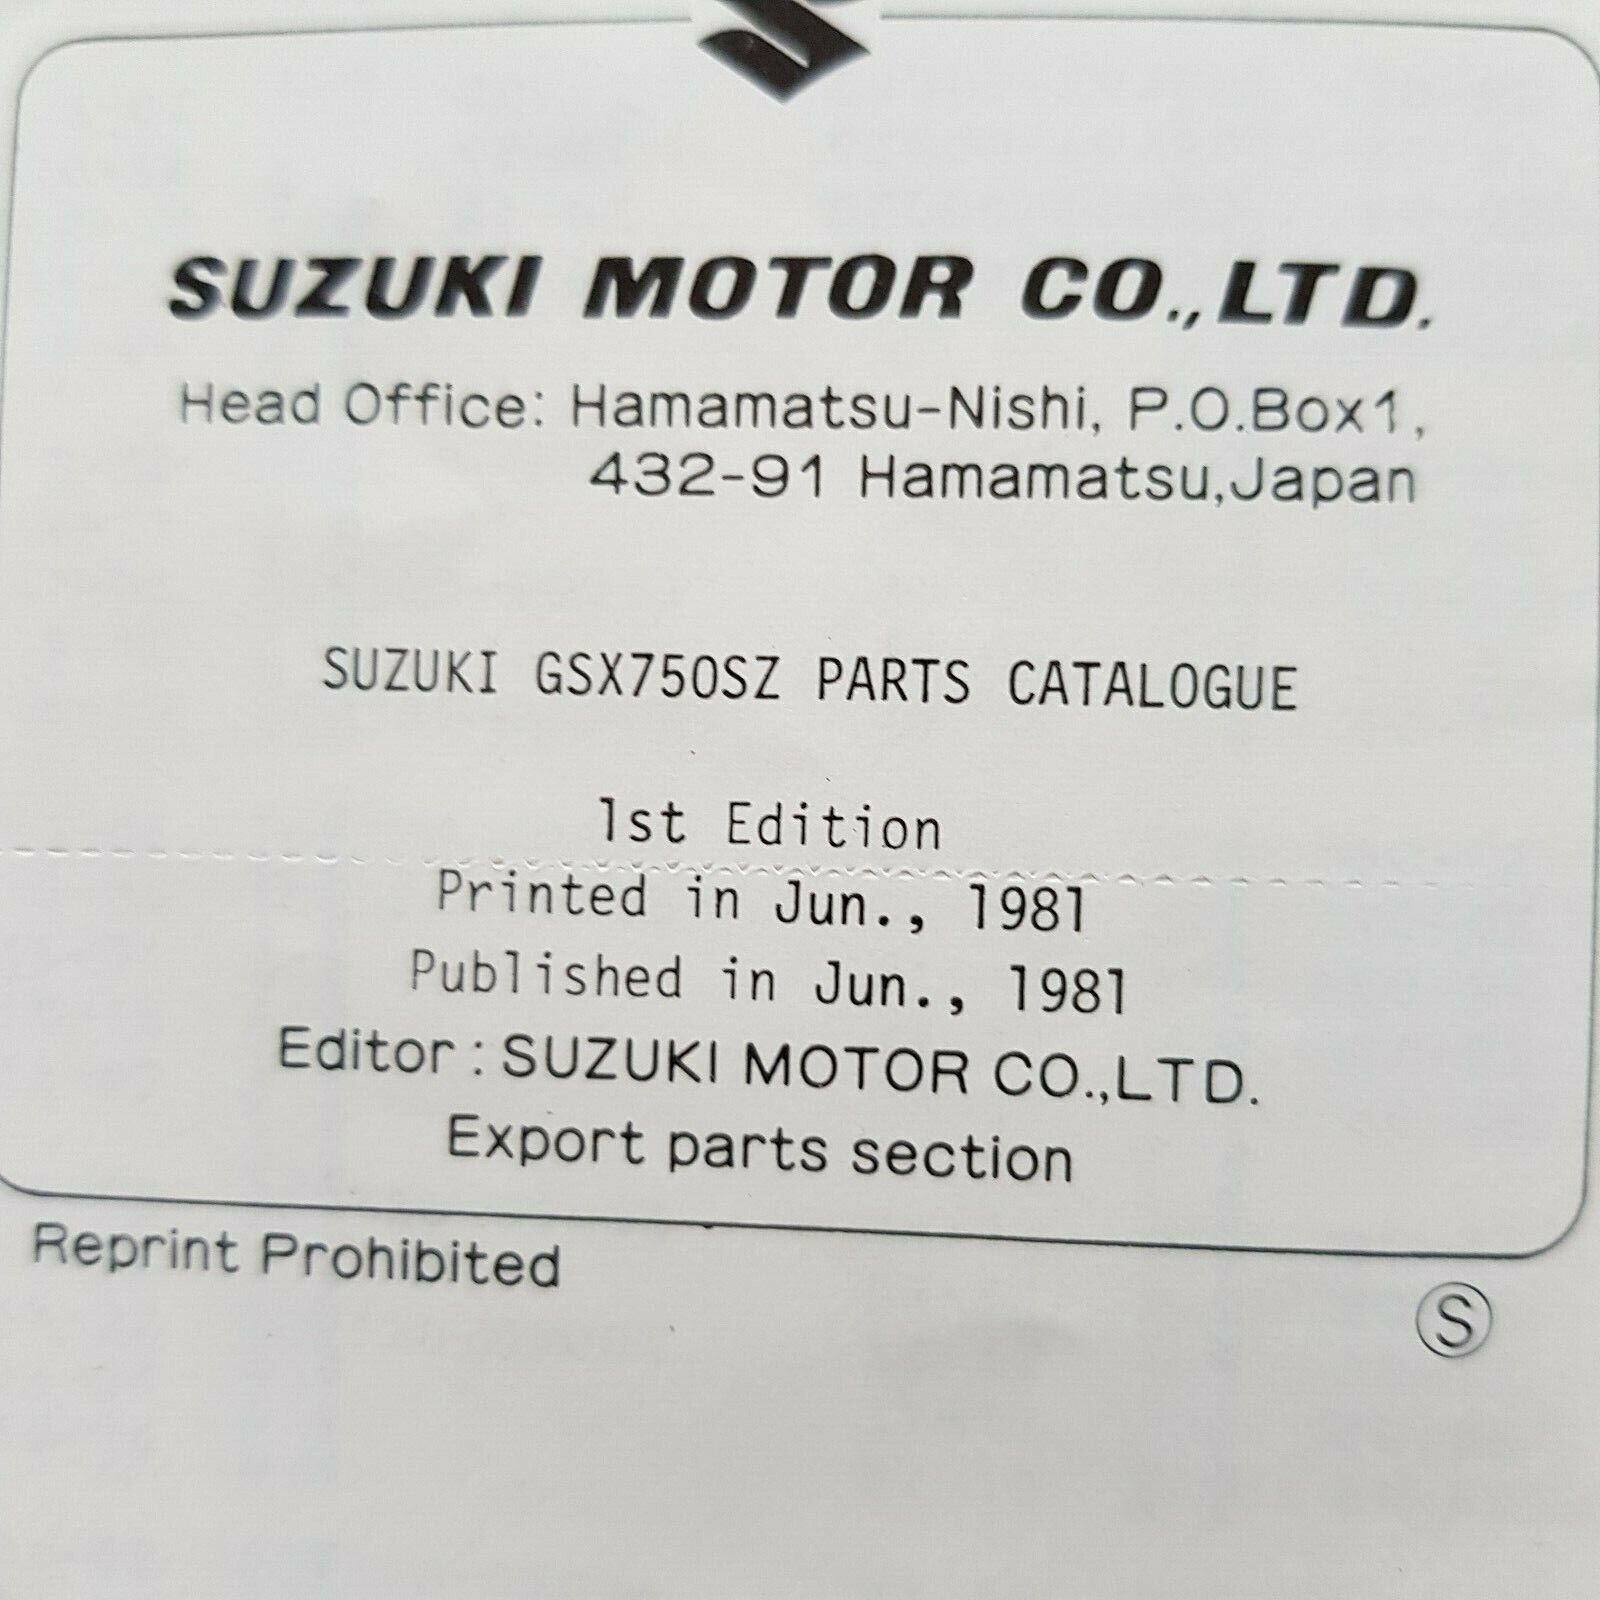 SUZUKI MOTOR CO.,LTD.
Head Office: Hamamatsu-Nishi, P.O.Box1,
432-91 Hamamatsu,Japan
SUZUKI GSX750SZ PARTS CATALOGUE
1st Edition
Printed in Jun., 1981
Published in Jun., 1981
Editor : SUZUKI MOTOR CO.,LTD.
Export parts section
Reprint Prohibited
Ⓢ